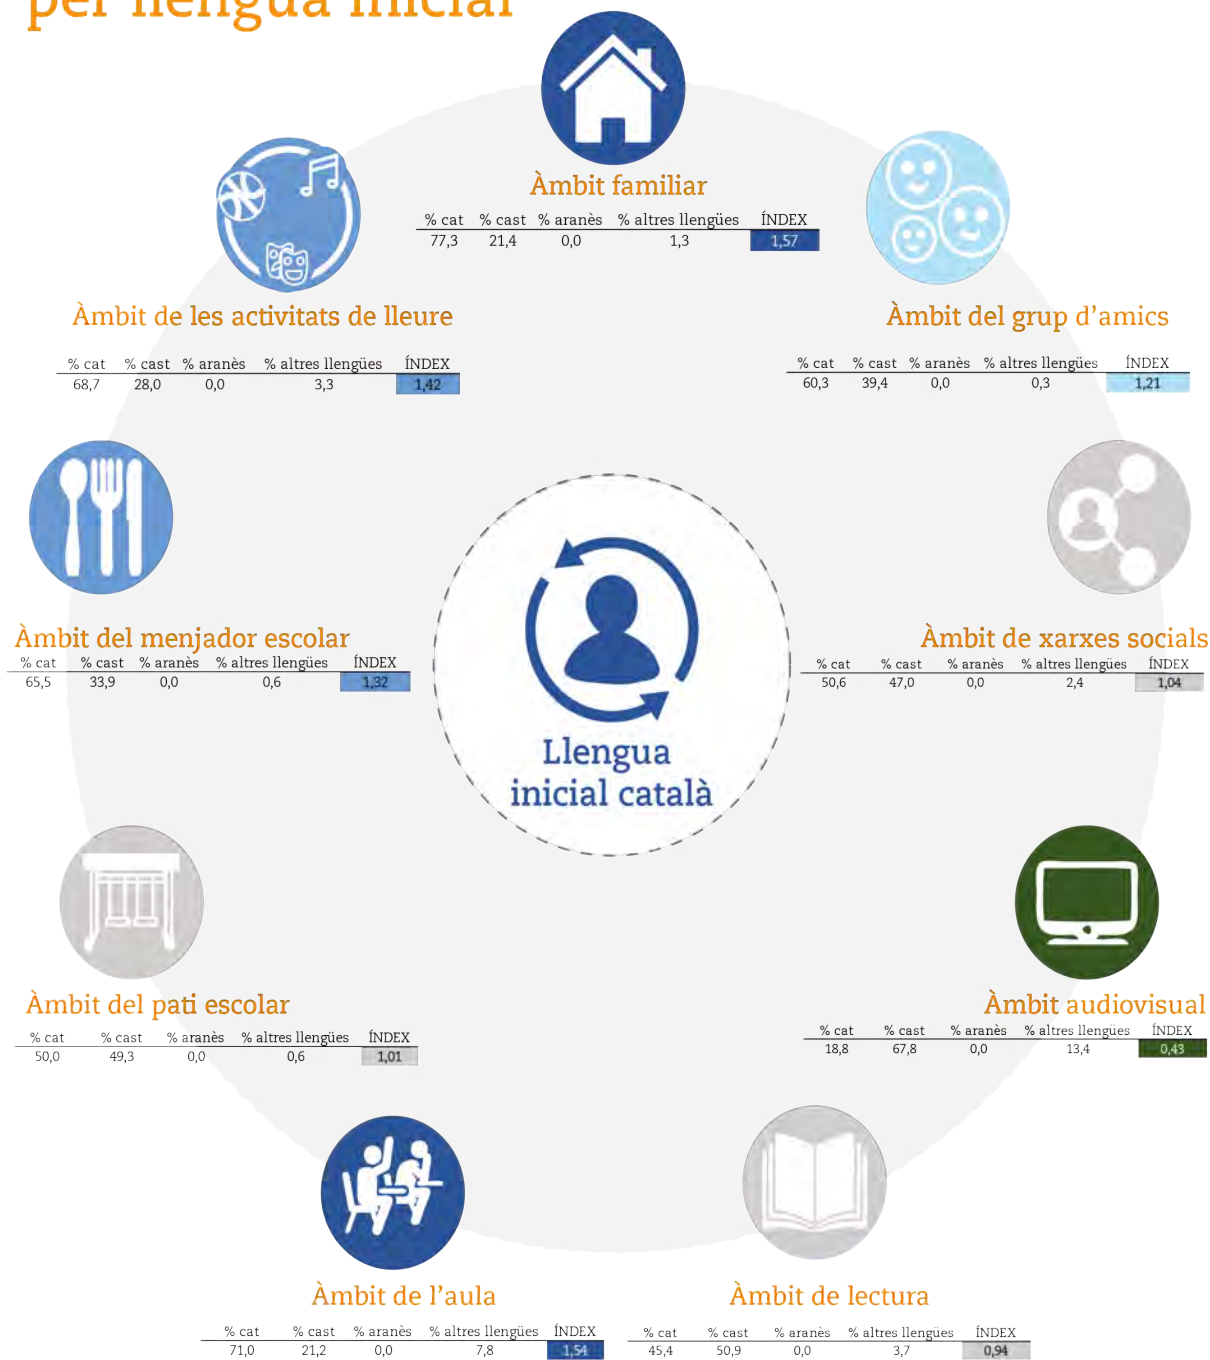 per llengua inicial
Àmbit familiar
% cat % cast % aranès % altres llengües ÍNDEX
77,3 21,4 0,0 1,3 1,57
Àmbit de les activitats de lleure
% cat % cast % aranès % altres llengües ÍNDEX
68,7 28,0 0,0 3,3 1,42
Àmbit del grup d'amics
% cat % cast % aranès % altres llengües ÍNDEX
60,3 39,4 0,0 0,3 1,21
Àmbit del menjador escolar
% cat % cast % aranès % altres llengües ÍNDEX
65,5 33,9 0,0 0,6 1,32
Àmbit de xarxes socials
% cat % cast % aranès % altres llengües ÍNDEX
50,6 47,0 0,0 2,4 1,04
Llengua
inicial català
Àmbit del pati escolar
% cat % cast % aranès % altres llengües ÍNDEX
50,0 49,3 0,0 0,6 1,01
Àmbit audiovisual
% cat % cast % aranès % altres llengües ÍNDEX
18,8 67,8 0,0 13,4 0,43
Àmbit de l'aula
% cat % cast % aranès % altres llengües ÍNDEX
71,0 21,2 0,0 7,8 1,54
Àmbit de lectura
% cat % cast % aranès % altres llengües ÍNDEX
45,4 50,9 0,0 3,7 0,94